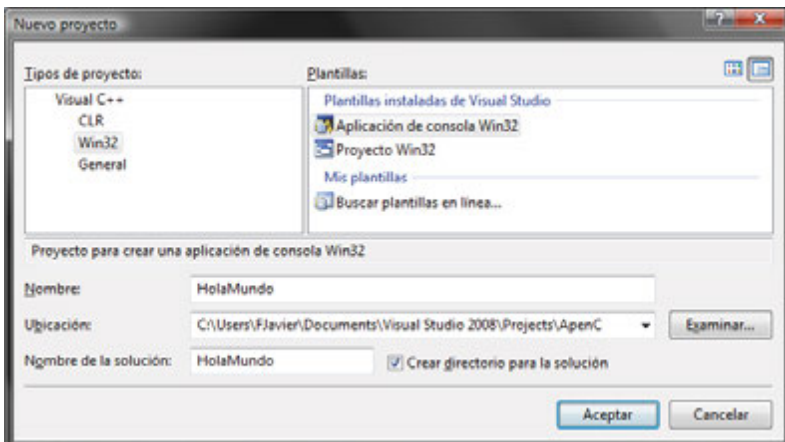 Nuevo proyecto
Tipos de proyecto:
Plantillas:
Visual C++
CLR
Win32
General
Plantillas instaladas de Visual Studio
Aplicación de consola Win32
Proyecto Win32
Mis plantillas
Buscar plantillas en línea...
Proyecto para crear una aplicación de consola Win32
Nombre: HolaMundo
Ubicación: C:\Users\FJavier\Documents\Visual Studio 2008\Projects\ApenC Examinar...
Nombre de la solución: HolaMundo Crear directorio para la solución
Aceptar Cancelar